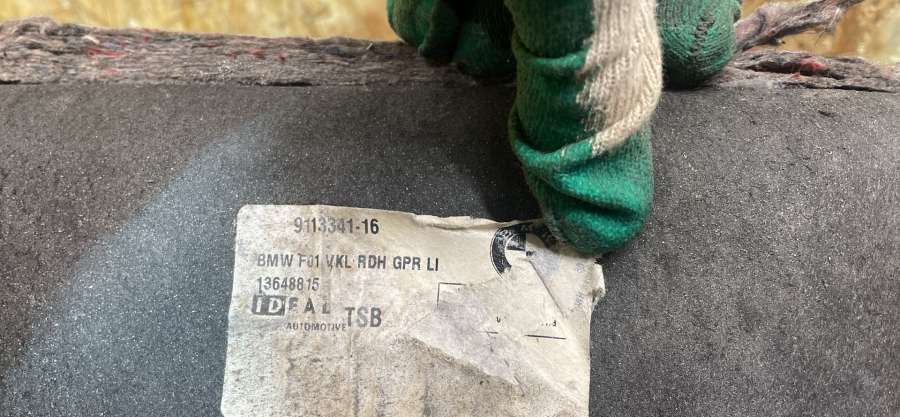 9113341-16
BMW F01 VKL RDH GPR LI
13648815
IDEAL
AUTOMOTIVE TSB